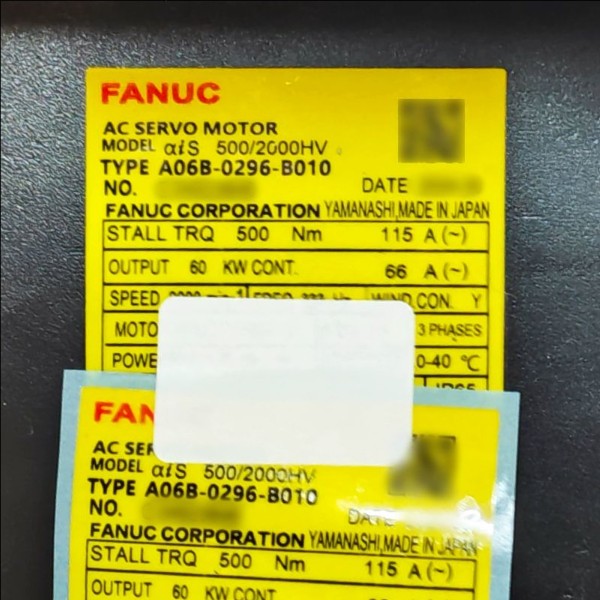 FANUC
AC SERVO MOTOR
MODEL αiS 500/2000HV
TYPE A06B-0296-B010
NO. DATE
FANUC CORPORATION YAMANASHI,MADE IN JAPAN
STALL TRQ 500 Nm 115 A(~)
OUTPUT 60 KW CONT. 66 A(~)
SPEED WIND.CON. Y
3 PHASES
0-40 °C
IP65
AC
MODEL αiS 500/2000HV
TYPE A06B-0296-B010
NO. DATE
FANUC CORPORATION YAMANASHI,MADE IN JAPAN
STALL TRQ 500 Nm 115 A(~)
OUTPUT 60 KW CONT.